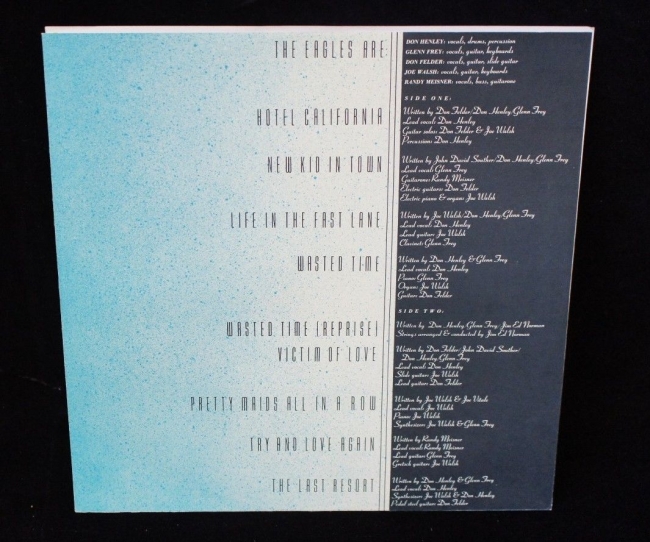 THE EAGLES ARE
DON HENLEY: vocals, drums, percussion
GLENN FREY: vocals, guitar, keyboards
DON FELDER: vocals, guitar, slide guitar
JOE WALSH: vocals, guitar, keyboards
RANDY MEISNER: vocals, bass, guitarone
SIDE ONE:
HOTEL CALIFORNIA
Written by Don Felder/Don Henley/Glenn Frey
Lead vocal: Don Henley
Guitar solos: Don Felder & Joe Walsh
Percussion: Don Henley
NEW KID IN TOWN
Written by John David Souther/Don Henley/Glenn Frey
Lead vocal: Glenn Frey
Guitarone: Randy Meisner
Electric guitars: Don Felder
Electric piano & organ: Joe Walsh
LIFE IN THE FAST LANE
Written by Joe Walsh/Don Henley/Glenn Frey
Lead vocal: Don Henley
Lead guitar: Joe Walsh
Clavinet: Glenn Frey
WASTED TIME
Written by Don Henley & Glenn Frey
Lead vocal: Don Henley
Piano: Glenn Frey
Organ: Joe Walsh
Guitar: Don Felder
SIDE TWO:
WASTED TIME (REPRISE)
Written by Don Henley/Glenn Frey/Jim Ed Norman
Strings arranged & conducted by Jim Ed Norman
VICTIM OF LOVE
Written by Don Felder/John David Souther/
Don Henley/Glenn Frey
Lead vocal: Don Henley
Slide guitar: Joe Walsh
Lead guitar: Don Felder
PRETTY MAIDS ALL IN A ROW
Written by Joe Walsh & Joe Vitale
Lead vocal: Joe Walsh
Piano: Joe Walsh
Synthesizer: Joe Walsh & Glenn Frey
TRY AND LOVE AGAIN
Written by Randy Meisner
Lead vocal: Randy Meisner
Lead guitar: Glenn Frey
Gretsch guitar: Joe Walsh
THE LAST RESORT
Written by Don Henley & Glenn Frey
Lead vocal: Don Henley
Synthesizers: Joe Walsh & Don Henley
Pedal steel guitar: Don Felder